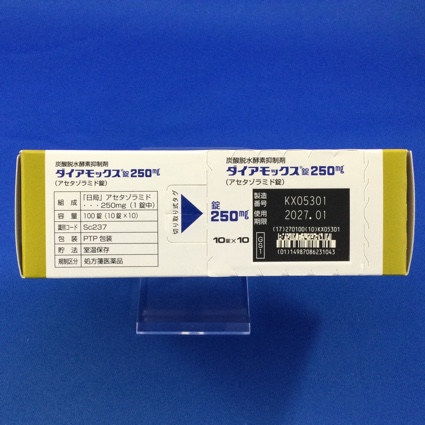 炭酸脱水酵素抑制剤
ダイアモックス錠250mg
(アセタゾラミド錠)
組成 「日局」アセタゾラミド
・・・250mg(1錠中)
容量 100錠(10錠×10)
識別コード Sc237
包装 PTP包装
貯法 室温保存
規制区分 処方箋医薬品
切り取り式タグ
炭酸脱水酵素抑制剤
ダイアモックス錠250mg
(アセタゾラミド錠)
錠
250mg
10錠×10
製造番号 KX05301
使用期限 2027.01
(17)270100(10)KX05301
(01)14987086231043
GS1